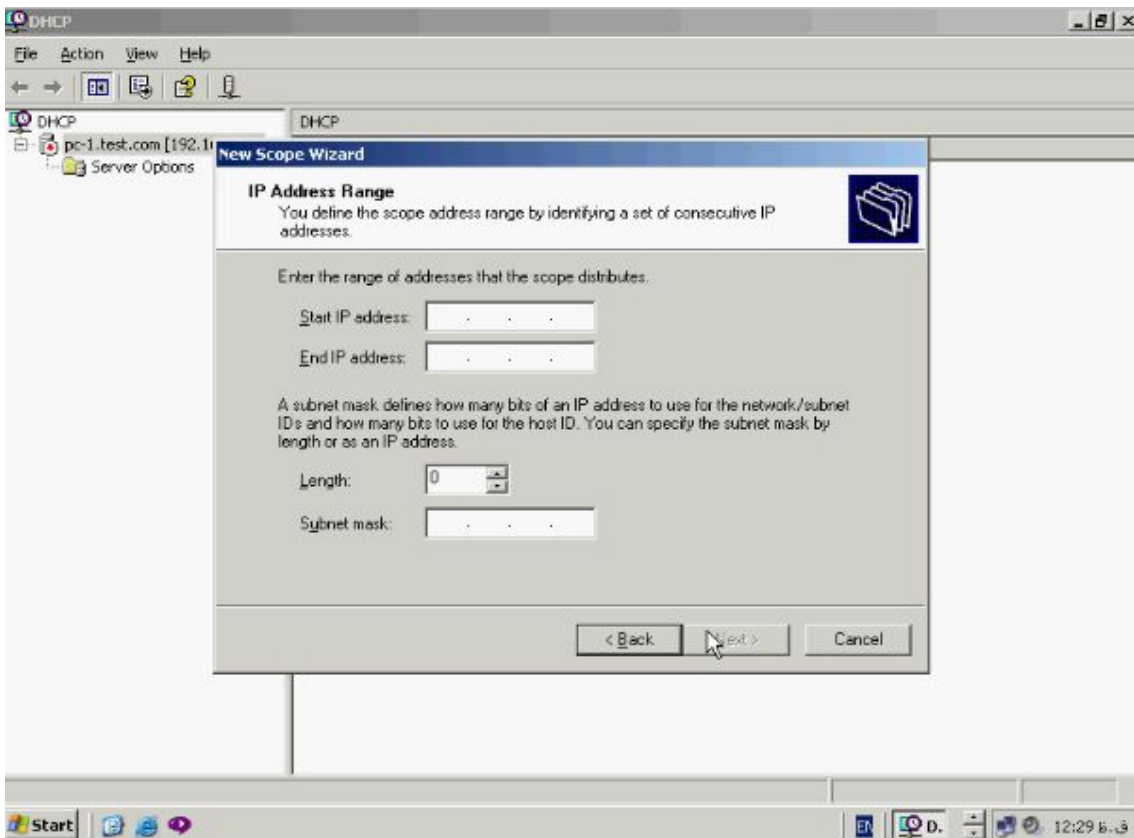 DHCP
File Action View Help
DHCP
DHCP
pc-1.test.com [192.1
Server Options
New Scope Wizard
IP Address Range
You define the scope address range by identifying a set of consecutive IP
addresses.
Enter the range of addresses that the scope distributes.
Start IP address:
End IP address:
A subnet mask defines how many bits of an IP address to use for the network/subnet
IDs and how many bits to use for the host ID. You can specify the subnet mask by
length or as an IP address.
Length: 0
Subnet mask:
< Back Next > Cancel
Start EN D. 12:29 ق.ظ